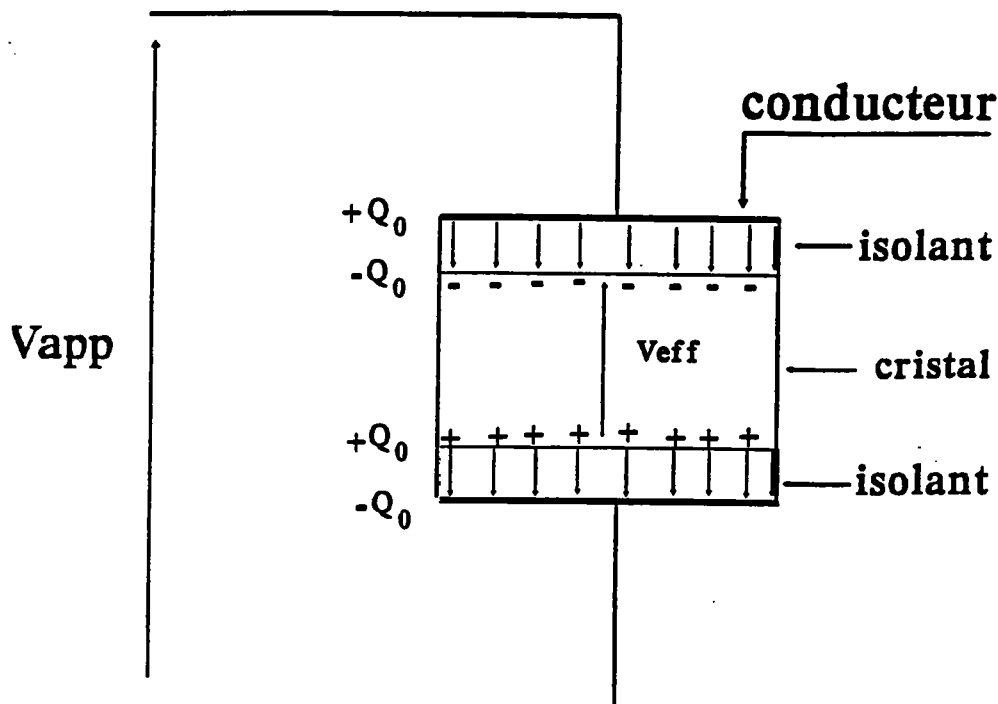 conducteur
+Q0
isolant
-Q0
Vapp
Veff
cristal
+Q0
isolant
-Q0